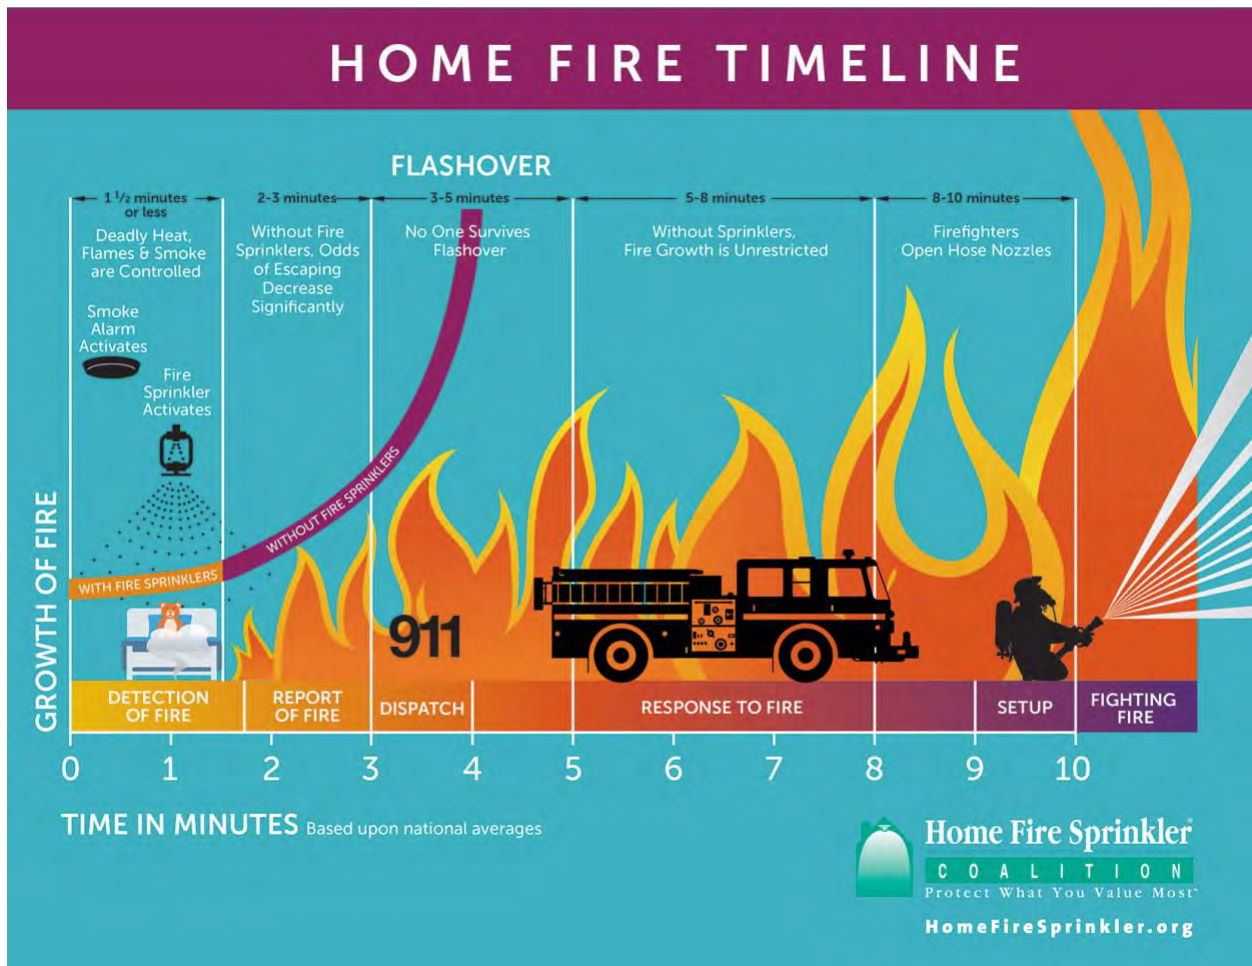 HOME FIRE TIMELINE
FLASHOVER
1 1/2 minutes
or less
Deadly Heat,
Flames & Smoke
are Controlled
Smoke
Alarm
Activates
Fire
Sprinkler
Activates
2-3 minutes
Without Fire
Sprinklers, Odds
of Escaping
Decrease
Significantly
3-5 minutes
No One Survives
Flashover
5-8 minutes
Without Sprinklers,
Fire Growth is Unrestricted
8-10 minutes
Firefighters
Open Hose Nozzles
GROWTH OF FIRE
WITH FIRE SPRINKLERS
WITHOUT FIRE SPRINKLERS
911
DETECTION
OF FIRE
REPORT
OF FIRE
DISPATCH
RESPONSE TO FIRE
SETUP
FIGHTING
FIRE
0 1 2 3 4 5 6 7 8 9 10
TIME IN MINUTES Based upon national averages
Home Fire Sprinkler®
COALITION
Protect What You Value Most™
HomeFireSprinkler.org